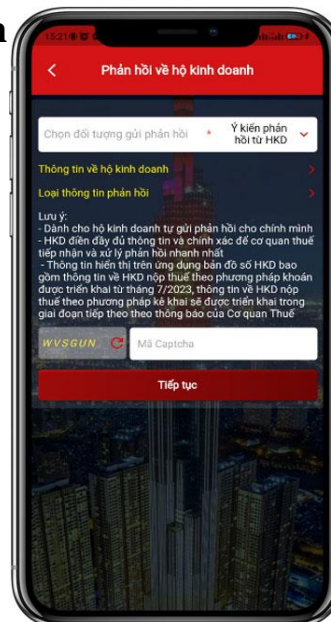 n
15:21
Phản hồi về hộ kinh doanh
Chọn đối tượng gửi phản hồi * Ý kiến phản
hồi từ HKD
Thông tin về hộ kinh doanh
Loại thông tin phản hồi
Lưu ý:
- Dành cho hộ kinh doanh tự gửi phản hồi cho chính mình
- HKD điền đầy đủ thông tin và chính xác để cơ quan thuế
tiếp nhận và xử lý phản hồi nhanh nhất
- Thông tin hiển thị trên ứng dụng bản đồ số HKD bao
gồm thông tin về HKD nộp thuế theo phương pháp khoán
được triển khai từ tháng 7/2023, thông tin về HKD nộp
thuế theo phương pháp kê khai sẽ được triển khai trong
giai đoạn tiếp theo theo thông báo của Cơ quan Thuế
WVSGUN Mã Captcha
Tiếp tục